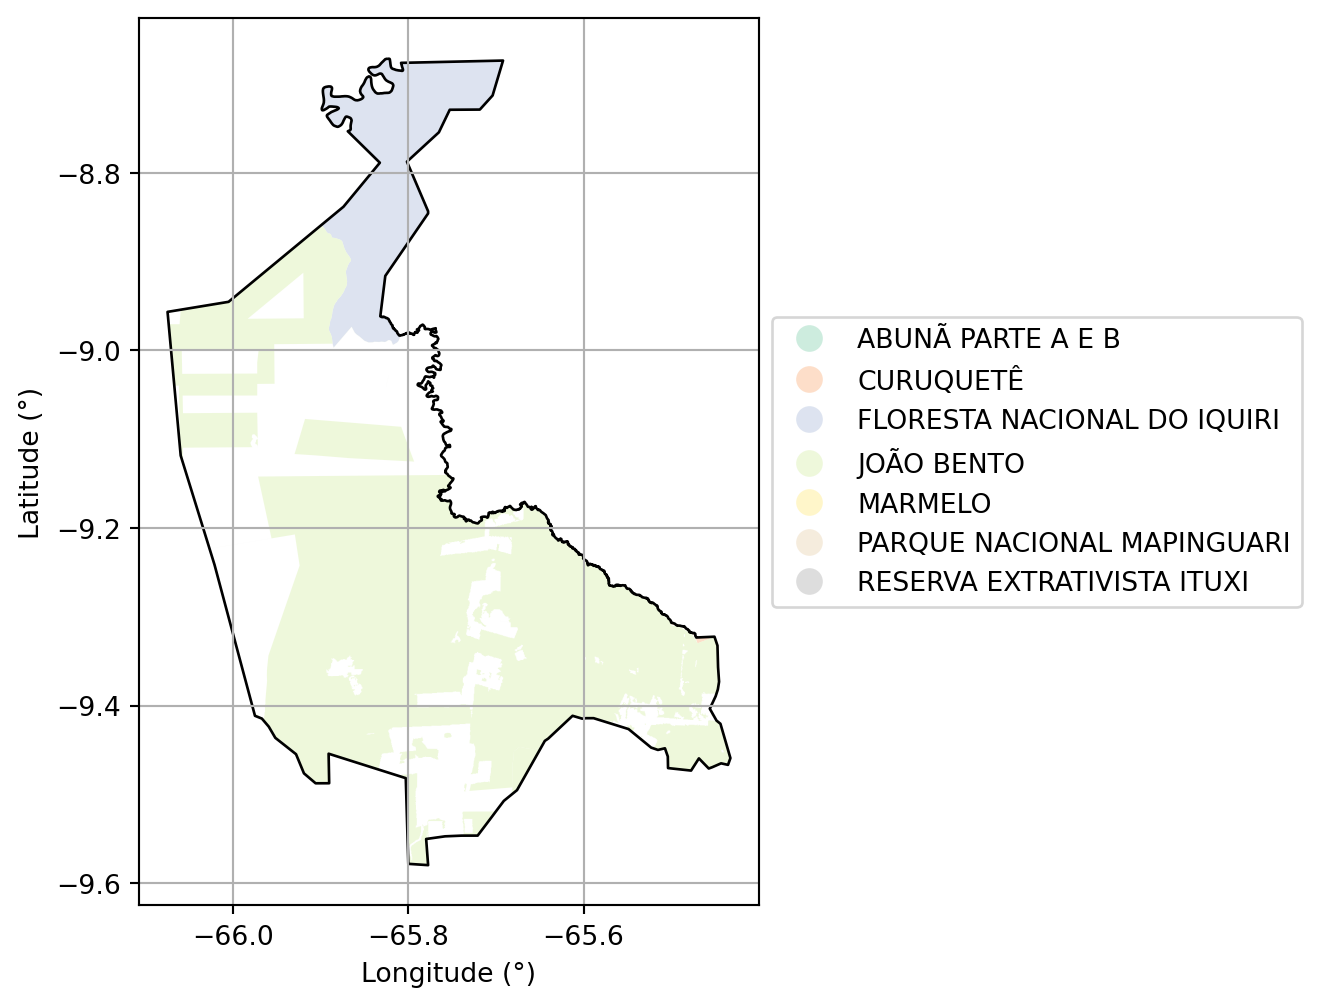 −8.8
−9.0
−9.2
−9.4
−9.6
Latitude (°)
−66.0
−65.8
−65.6
Longitude (°)
ABUNÃ PARTE A E B
CURUQUETÊ
FLORESTA NACIONAL DO IQUIRI
JOÃO BENTO
MARMELO
PARQUE NACIONAL MAPINGUARI
RESERVA EXTRATIVISTA ITUXI